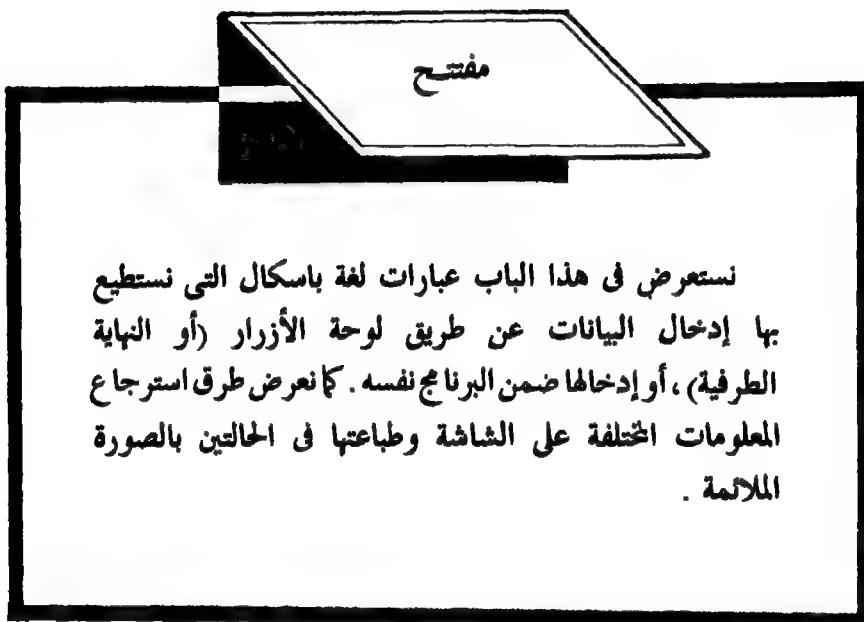 مفتتح
نستعرض فى هذا الباب عبارات لغة باسكال التى نستطيع
بها إدخال البيانات عن طريق لوحة الأزرار (أو النهاية
الطرفية) ، أو إدخالها ضمن البرنامج نفسه . كما نعرض طرق استرجاع
المعلومات المختلفة على الشاشة وطباعتها فى الحالتين بالصورة
الملائمة .